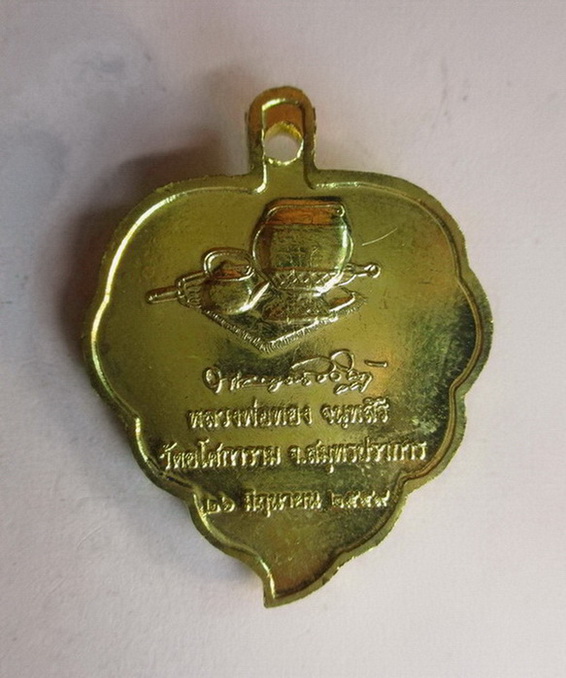 หลวงพ่อทอง จนฺทสิริ
วัดอโศการาม จ.สมุทรปราการ
๒๖ มิถุนายน ๒๕๔๙